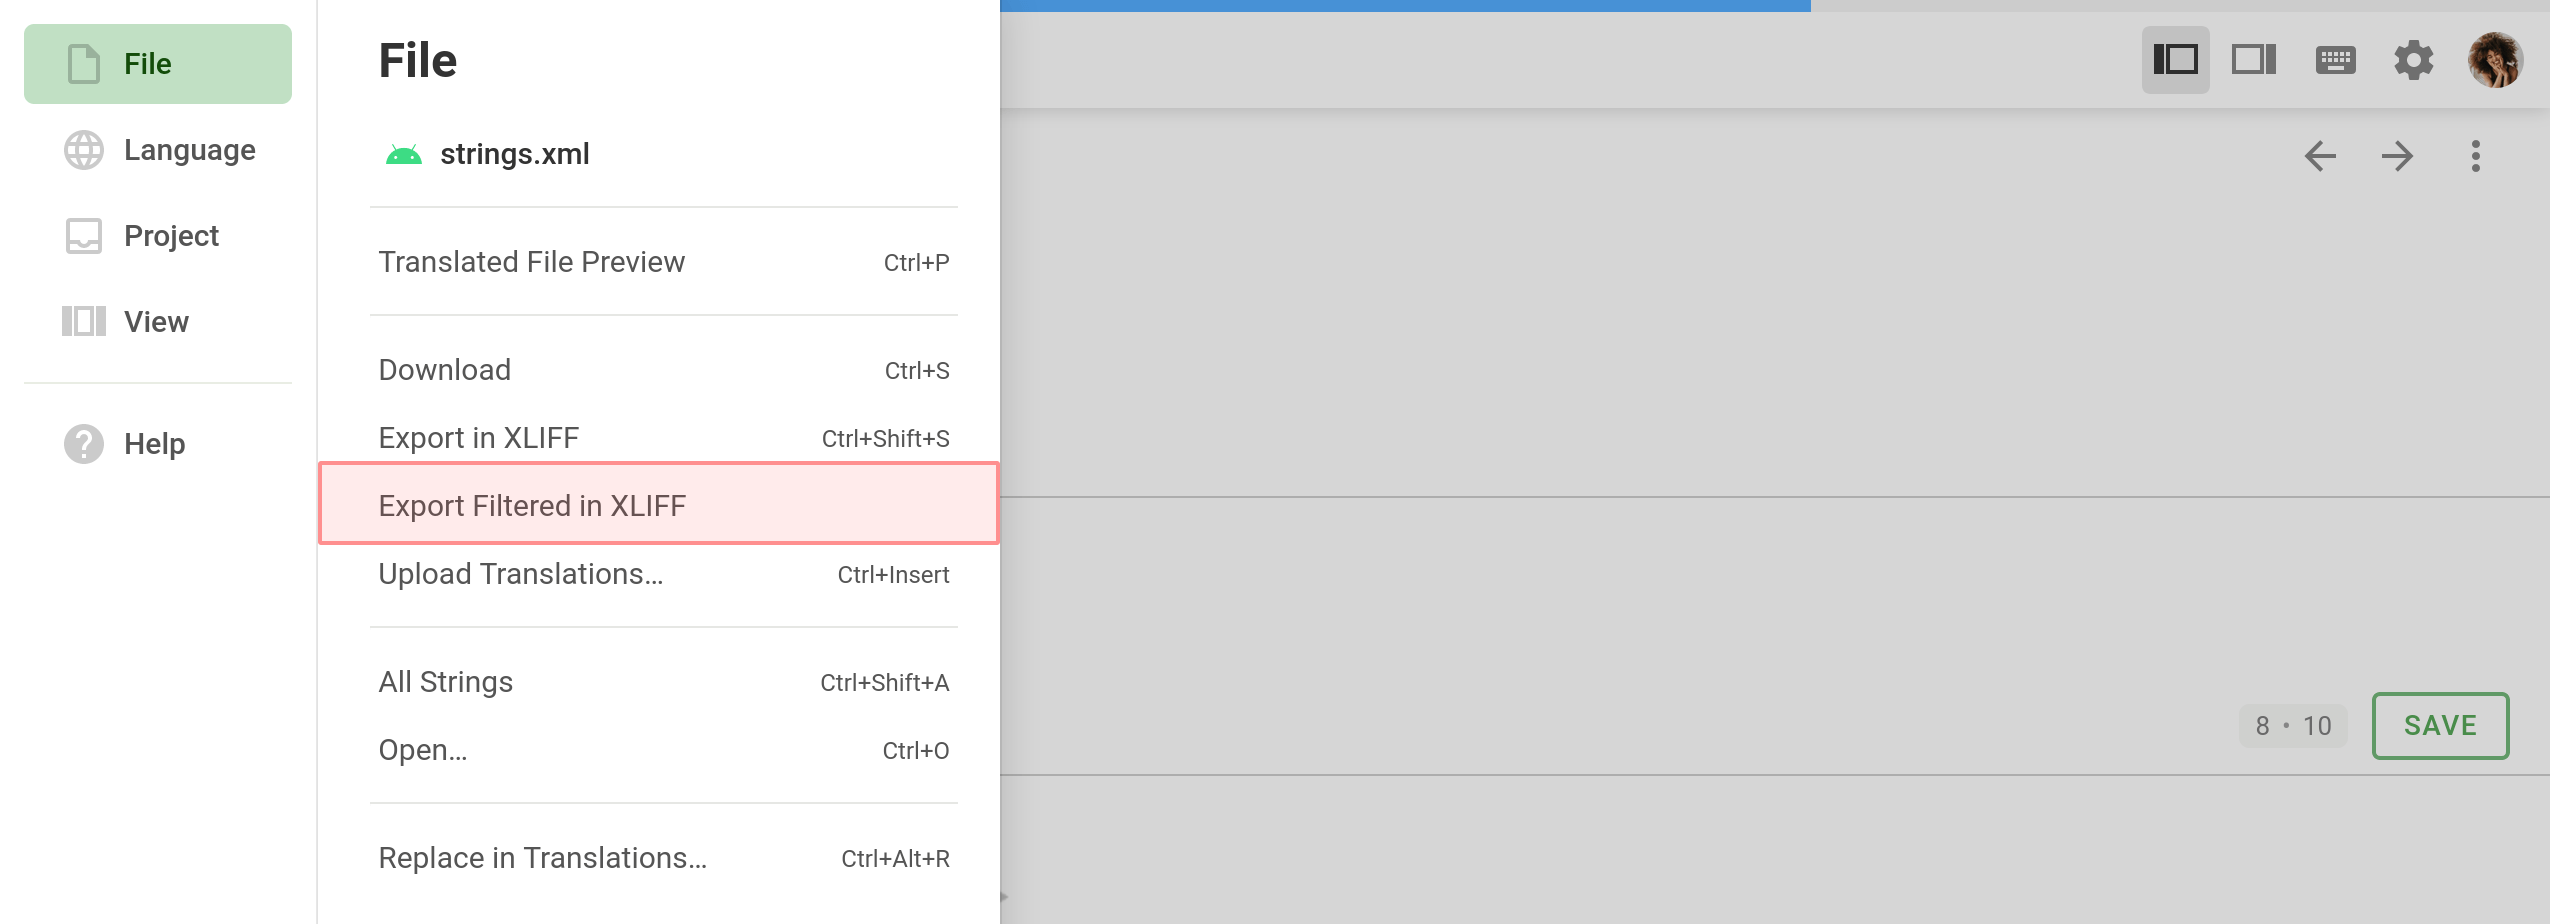 File
Language
Project
View
Help
File
strings.xml
Translated File Preview Ctrl+P
Download Ctrl+S
Export in XLIFF Ctrl+Shift+S
Export Filtered in XLIFF
Upload Translations... Ctrl+Insert
All Strings Ctrl+Shift+A
Open... Ctrl+O
Replace in Translations... Ctrl+Alt+R
8 • 10 SAVE